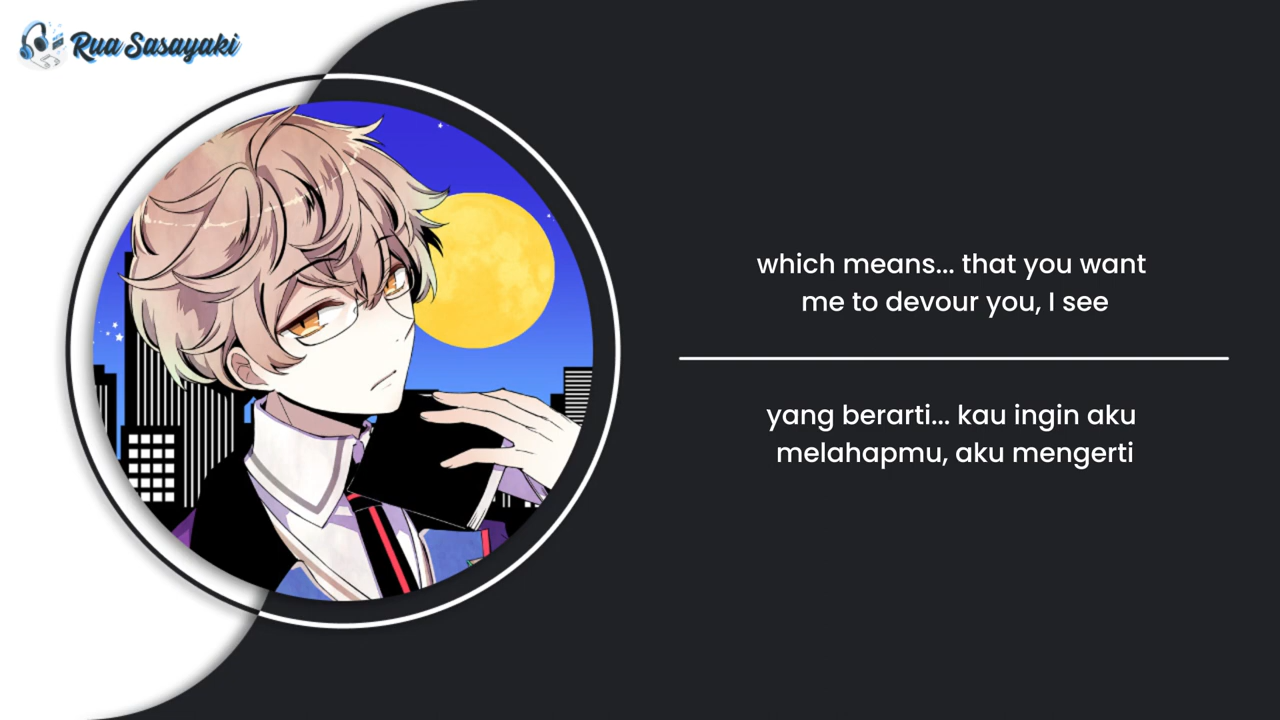 Rua Sasayaki
which means... that you want
me to devour you, I see
yang berarti... kau ingin aku
melahapmu, aku mengerti